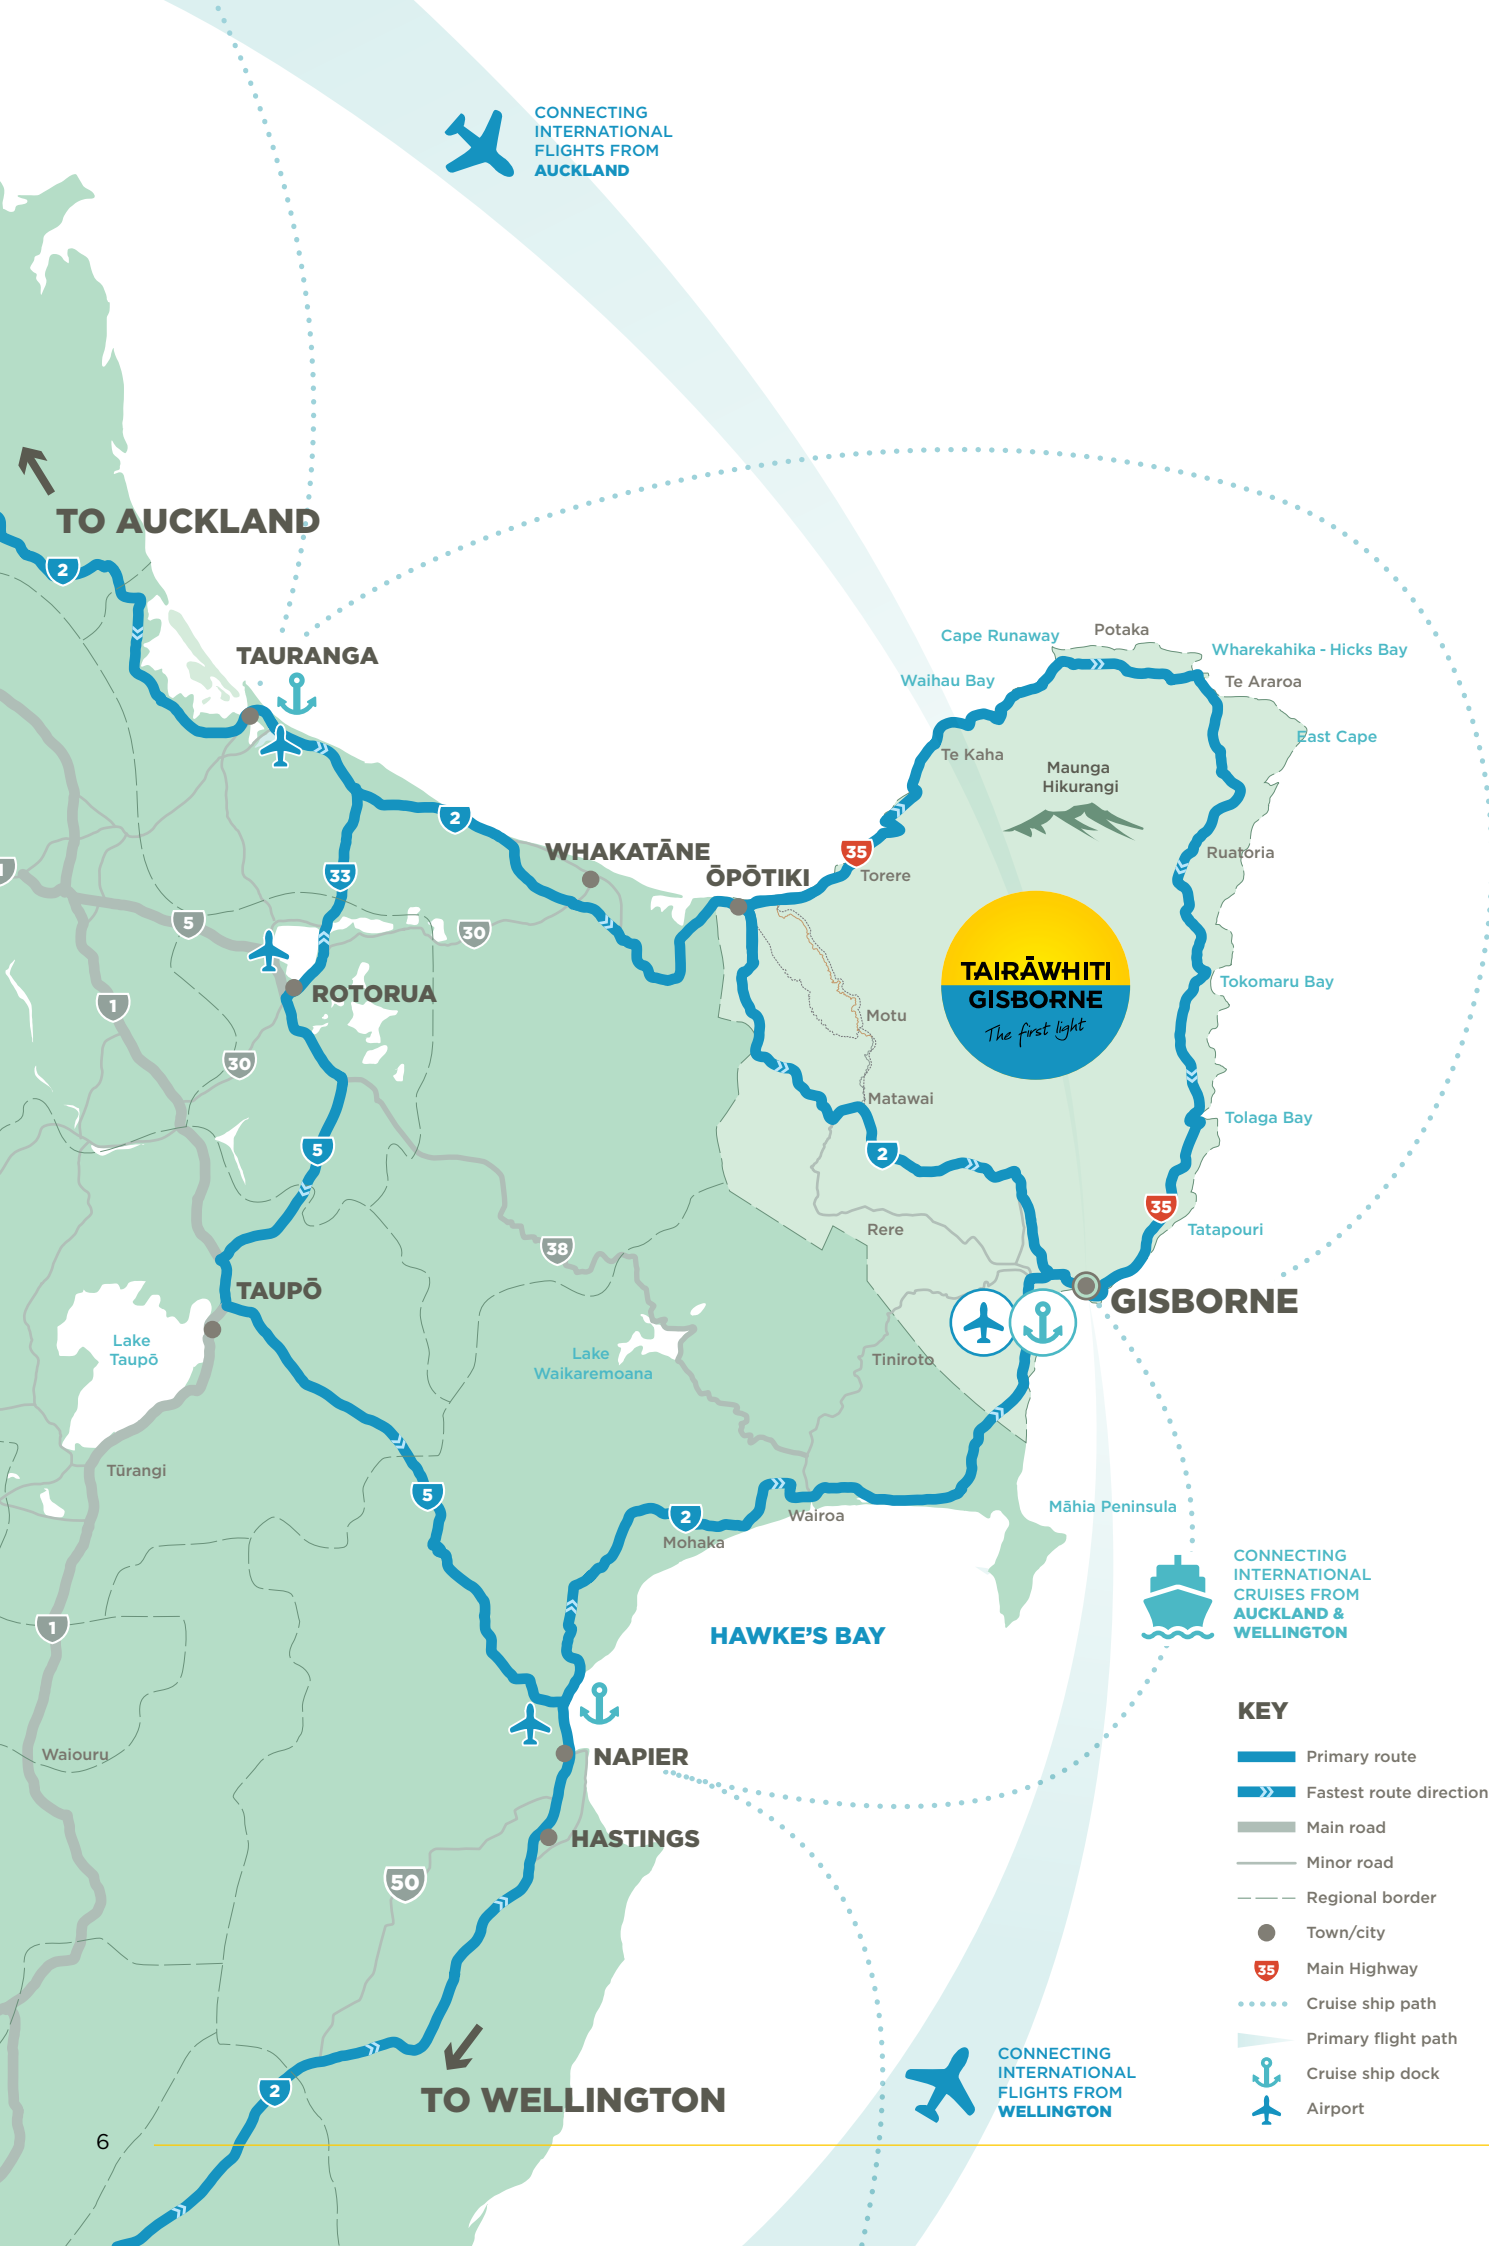 CONNECTING
INTERNATIONAL
FLIGHTS FROM
AUCKLAND
TO AUCKLAND
2
TAURANGA
Cape Runaway
Potaka
Wharekahika - Hicks Bay
Waihau Bay
Te Araroa
East Cape
Te Kaha
Maunga
Hikurangi
2
WHAKATĀNE
ŌPŌTIKI
35
Torere
Ruatoria
33
1
5
30
ROTORUA
1
30
TAIRĀWHITI
GISBORNE
The first light
Tokomaru Bay
Motu
Matawai
Tolaga Bay
5
2
35
Rere
Tatapouri
38
TAUPŌ
GISBORNE
Lake
Taupō
Lake
Waikaremoana
Tiniroto
Tūrangi
5
2
Wairoa
Mohaka
Māhia Peninsula
CONNECTING
INTERNATIONAL
CRUISES FROM
AUCKLAND &
WELLINGTON
1
HAWKE'S BAY
Waiouru
NAPIER
HASTINGS
50
KEY
Primary route
Fastest route direction
Main road
Minor road
Regional border
Town/city
35
Main Highway
Cruise ship path
Primary flight path
Cruise ship dock
Airport
2
TO WELLINGTON
CONNECTING
INTERNATIONAL
FLIGHTS FROM
WELLINGTON
6